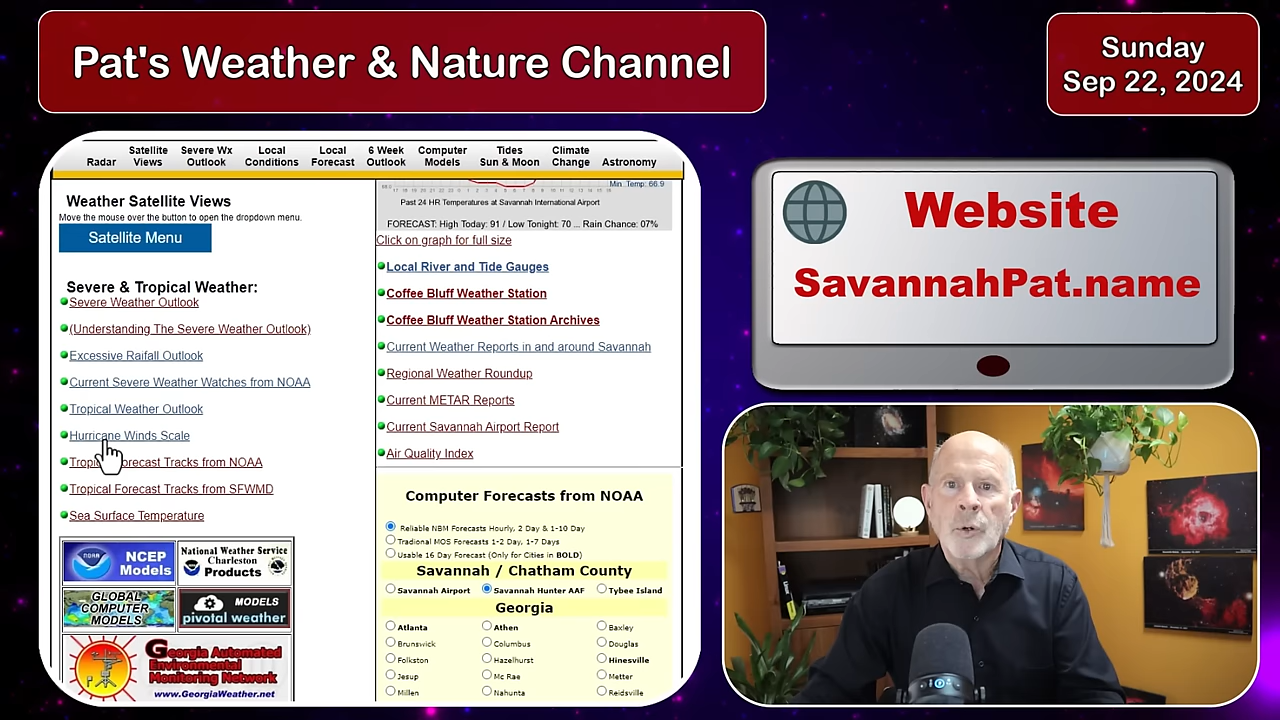 Pat's Weather & Nature Channel
Sunday
Sep 22, 2024
Radar
Satellite Views
Severe Wx Outlook
Local Conditions
Local Forecast
6 Week Outlook
Computer Models
Tides Sun & Moon
Climate Change
Astronomy
Weather Satellite Views
Move the mouse over the button to open the dropdown menu.
Satellite Menu
Severe & Tropical Weather:
Severe Weather Outlook
(Understanding The Severe Weather Outlook)
Excessive Raifall Outlook
Current Severe Weather Watches from NOAA
Tropical Weather Outlook
Hurricane Winds Scale
Forecast Tracks from NOAA
Tropical Forecast Tracks from SFWMD
Sea Surface Temperature
NOAA
NCEP Models
National Weather Service
Charleston
Products
GLOBAL COMPUTER MODELS
MODELS
pivotal weather
Georgia Automated
Environmental
Monitoring Network
www.GeorgiaWeather.net
Min. Temp: 66.9
Past 24 HR Temperatures at Savannah International Airport
FORECAST: High Today: 91 / Low Tonight: 70 ... Rain Chance: 07%
Click on graph for full size
Local River and Tide Gauges
Coffee Bluff Weather Station
Coffee Bluff Weather Station Archives
Current Weather Reports in and around Savannah
Regional Weather Roundup
Current METAR Reports
Current Savannah Airport Report
Air Quality Index
Computer Forecasts from NOAA
Reliable NBM Forecasts Hourly, 2 Day & 1-10 Day
Tradional MOS Forecasts 1-2 Day, 1-7 Days
Usable 16 Day Forecast (Only for Cities in BOLD)
Savannah / Chatham County
Savannah Airport Savannah Hunter AAF Tybee Island
Georgia
Atlanta Athen Baxley
Brunswick Columbus Douglas
Folkston Hazelhurst Hinesville
Jesup Mc Rae Metter
Millen Nahunta Reidsville
Website
SavannahPat.name